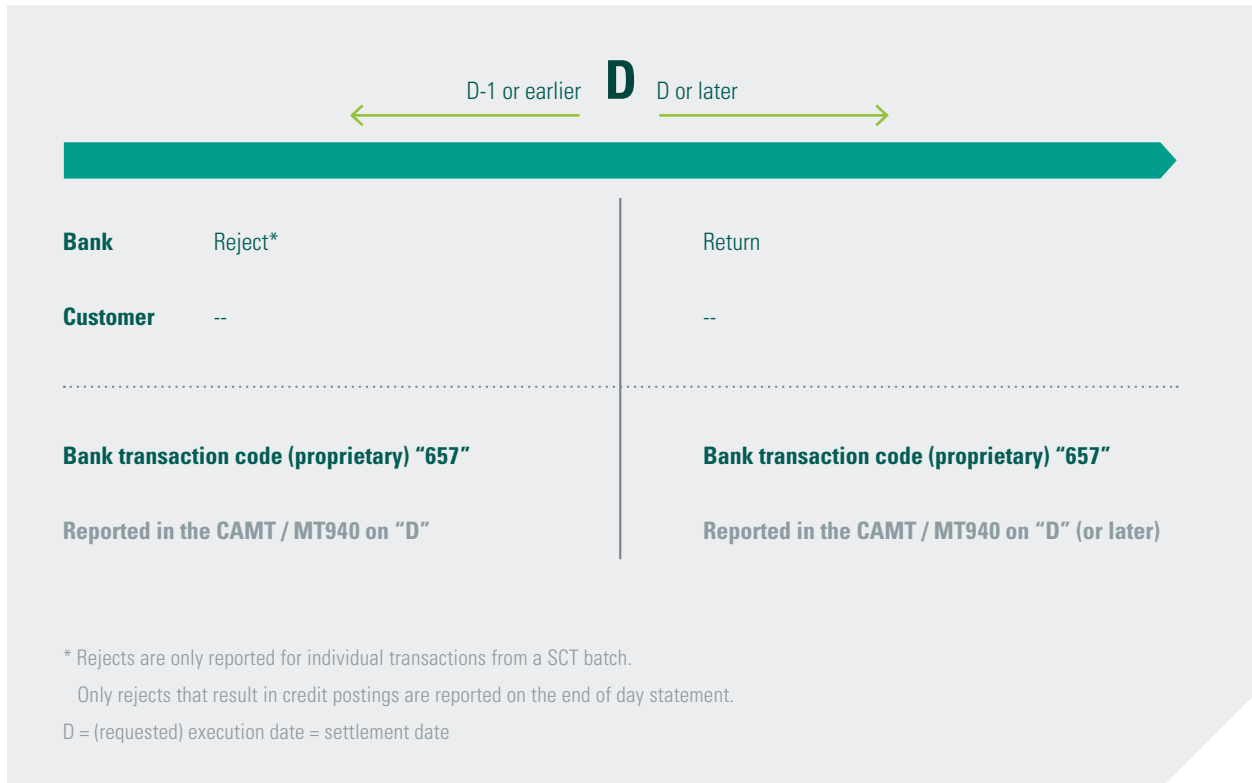 D-1 or earlier D D or later
Bank Reject* Return
Customer -- --
Bank transaction code (proprietary) “657” Bank transaction code (proprietary) “657”
Reported in the CAMT / MT940 on “D” Reported in the CAMT / MT940 on “D” (or later)
* Rejects are only reported for individual transactions from a SCT batch.
Only rejects that result in credit postings are reported on the end of day statement.
D = (requested) execution date = settlement date